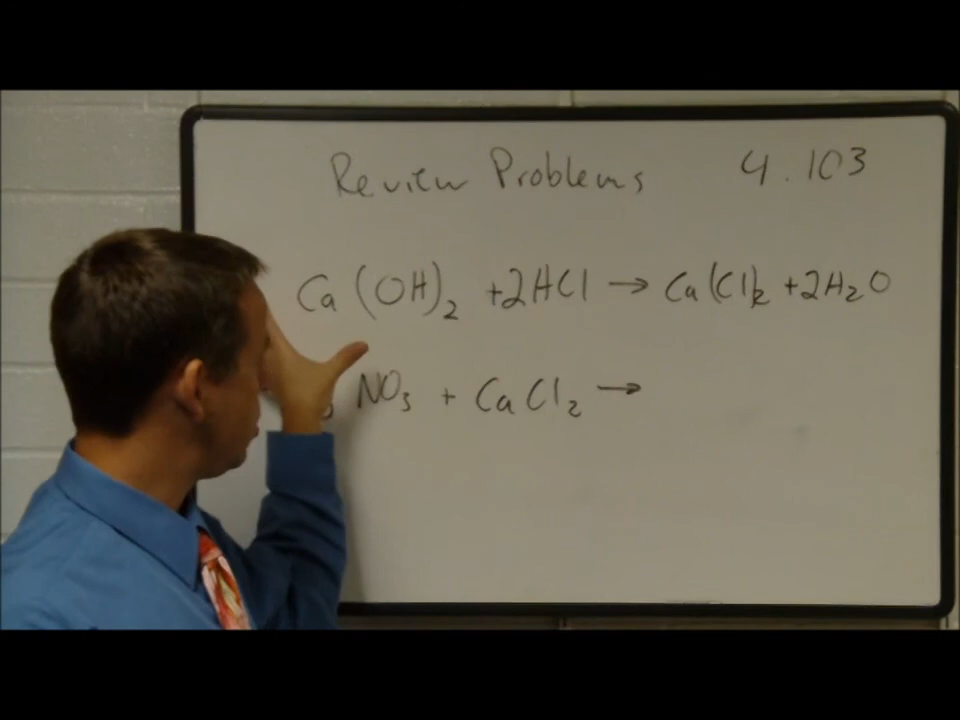 Review Problems 4.103
Ca(OH)₂ + 2HCl → Ca(Cl)₂ + 2H₂O
NO₃ + CaCl₂ →